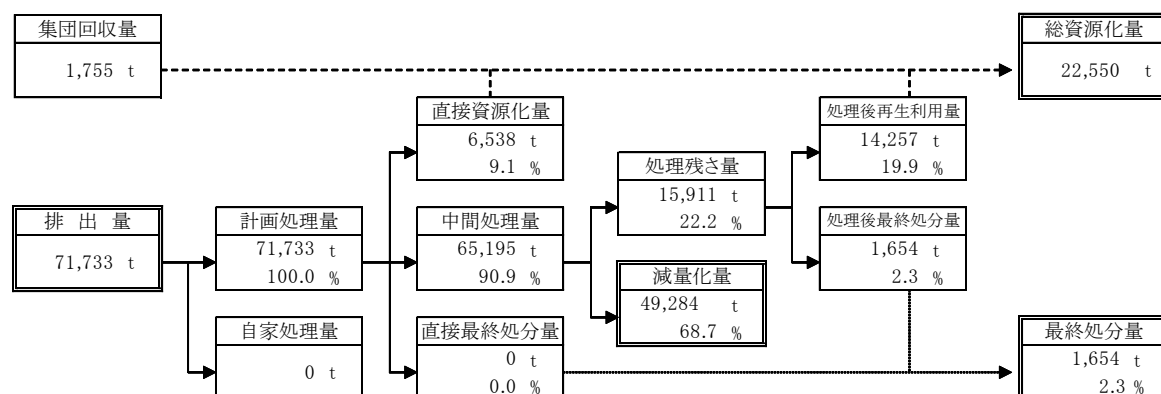 集団回収量
1,755 t
総資源化量
22,550 t
直接資源化量
6,538 t
9.1 %
処理後再生利用量
14,257 t
19.9 %
処理残さ量
15,911 t
22.2 %
排 出 量
71,733 t
計画処理量
71,733 t
100.0 %
中間処理量
65,195 t
90.9 %
処理後最終処分量
1,654 t
2.3 %
減量化量
49,284 t
68.7 %
自家処理量
0 t
直接最終処分量
0 t
0.0 %
最終処分量
1,654 t
2.3 %